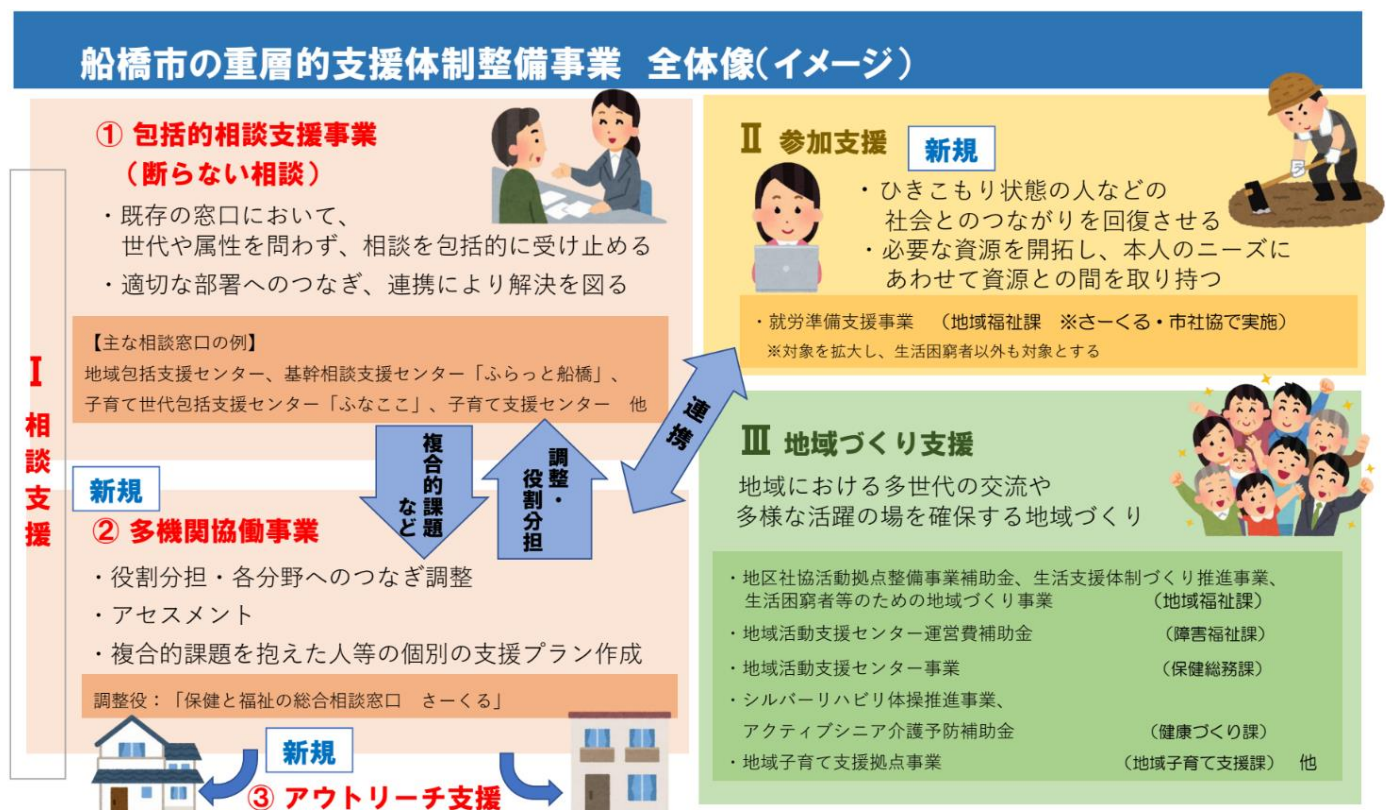 船橋市の重層的支援体制整備事業 全体像(イメージ)
Ⅰ 相談支援
① 包括的相談支援事業
(断らない相談)
・既存の窓口において、
世代や属性を問わず、相談を包括的に受け止める
・適切な部署へのつなぎ、連携により解決を図る
【主な相談窓口の例】
地域包括支援センター、基幹相談支援センター「ふらっと船橋」、
子育て世代包括支援センター「ふなここ」、子育て支援センター 他
複合的課題
など
調整・
役割分担
連携
新規
② 多機関協働事業
・役割分担・各分野へのつなぎ調整
・アセスメント
・複合的課題を抱えた人等の個別の支援プラン作成
調整役:「保健と福祉の総合相談窓口 さーくる」
新規
③ アウトリーチ支援
Ⅱ 参加支援 新規
・ひきこもり状態の人などの
社会とのつながりを回復させる
・必要な資源を開拓し、本人のニーズに
あわせて資源との間を取り持つ
・就労準備支援事業 (地域福祉課 ※さーくる・市社協で実施)
※対象を拡大し、生活困窮者以外も対象とする
Ⅲ 地域づくり支援
地域における多世代の交流や
多様な活躍の場を確保する地域づくり
・地区社協活動拠点整備事業補助金、生活支援体制づくり推進事業、
生活困窮者等のための地域づくり事業 (地域福祉課)
・地域活動支援センター運営費補助金 (障害福祉課)
・地域活動支援センター事業 (保健総務課)
・シルバーリハビリ体操推進事業、
アクティブシニア介護予防補助金 (健康づくり課)
・地域子育て支援拠点事業 (地域子育て支援課) 他